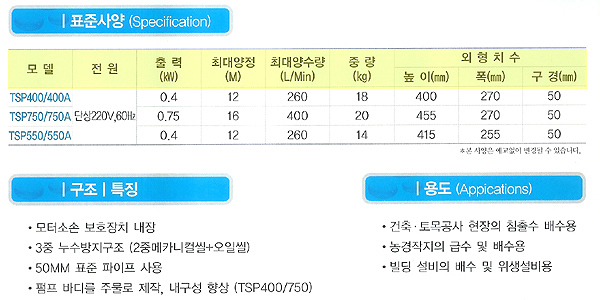 | 표준사양 (Specification)
모 델 전 원 출 력 (kW) 최대양정 (M) 최대양수량 (L/Min) 중 량 (kg) 외 형 치 수
높 이(mm) 폭(mm) 구 경(mm)
TSP400/400A 0.4 12 260 18 400 270 50
TSP750/750A 단상220V,60Hz 0.75 16 400 20 455 270 50
TSP550/550A 0.4 12 260 14 415 255 50
*본 사양은 예고없이 변경될 수 있습니다.
| 구조 | 특징
• 모터소손 보호장치 내장
• 3중 누수방지구조 (2중메카니컬씰+오일씰)
• 50MM 표준 파이프 사용
• 펌프 바디를 주물로 제작, 내구성 향상 (TSP400/750)
| 용도 (Appications)
• 건축·토목공사 현장의 침출수 배수용
• 농경작지의 급수 및 배수용
• 빌딩 설비의 배수 및 위생설비용